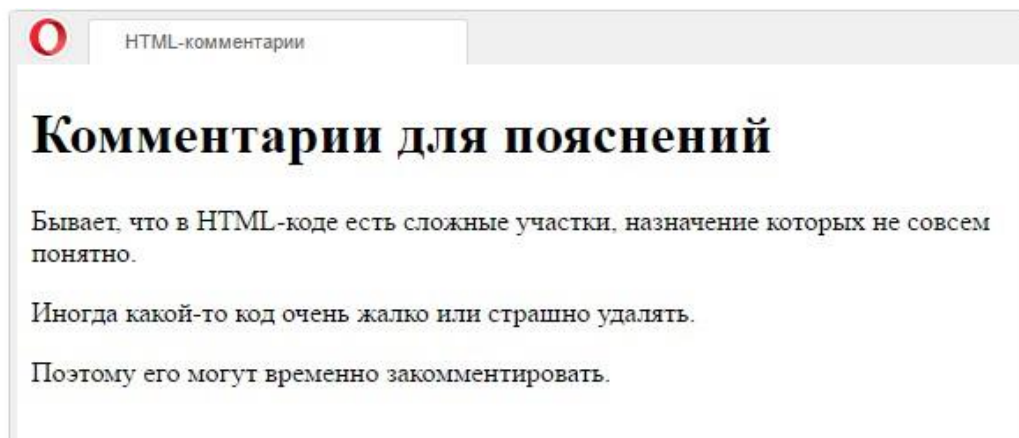 HTML-комментарии
Комментарии для пояснений
Бывает, что в HTML-коде есть сложные участки, назначение которых не совсем
понятно.
Иногда какой-то код очень жалко или страшно удалять.
Поэтому его могут временно закомментировать.